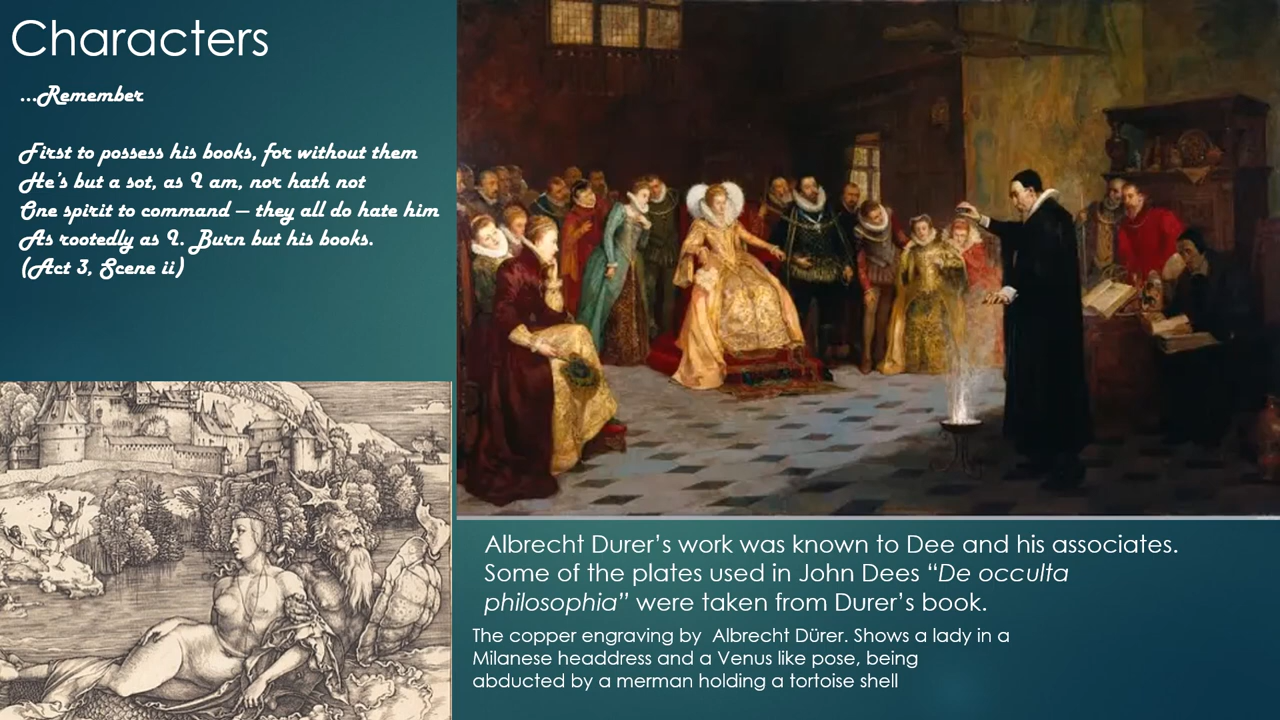 Characters
...Remember
First to possess his books, for without them
He's but a sot, as I am, nor hath not
One spirit to command – they all do hate him
As rootedly as I. Burn but his books.
(Act 3, Scene ii)
Albrecht Durer's work was known to Dee and his associates.
Some of the plates used in John Dees “De occulta
philosophia” were taken from Durer's book.
The copper engraving by  Albrecht Dürer. Shows a lady in a
Milanese headdress and a Venus like pose, being
abducted by a merman holding a tortoise shell